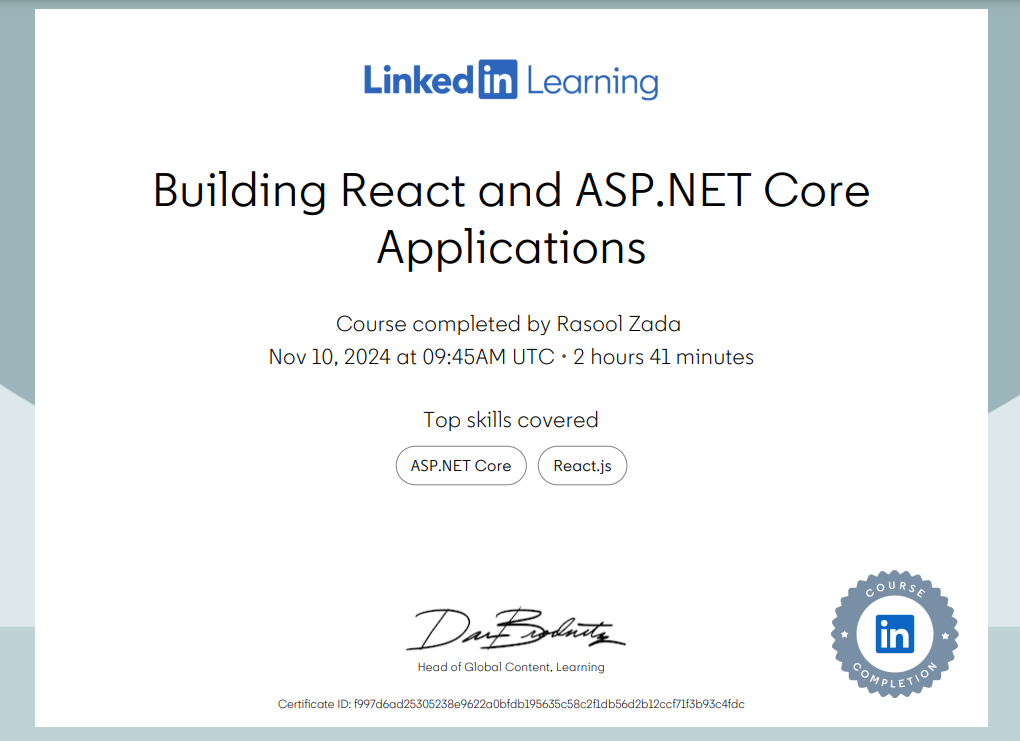 Linked in Learning
Building React and ASP.NET Core
Applications
Course completed by Rasool Zada
Nov 10, 2024 at 09:45AM UTC • 2 hours 41 minutes
Top skills covered
ASP.NET Core React.js
Dan Brodnitz
Head of Global Content, Learning
COURSE
in
COMPLETION
Certificate ID: f997d6ad25305238e9622a0bfdb195635c58c2f1db56d2b12ccf71f3b93c4fdc